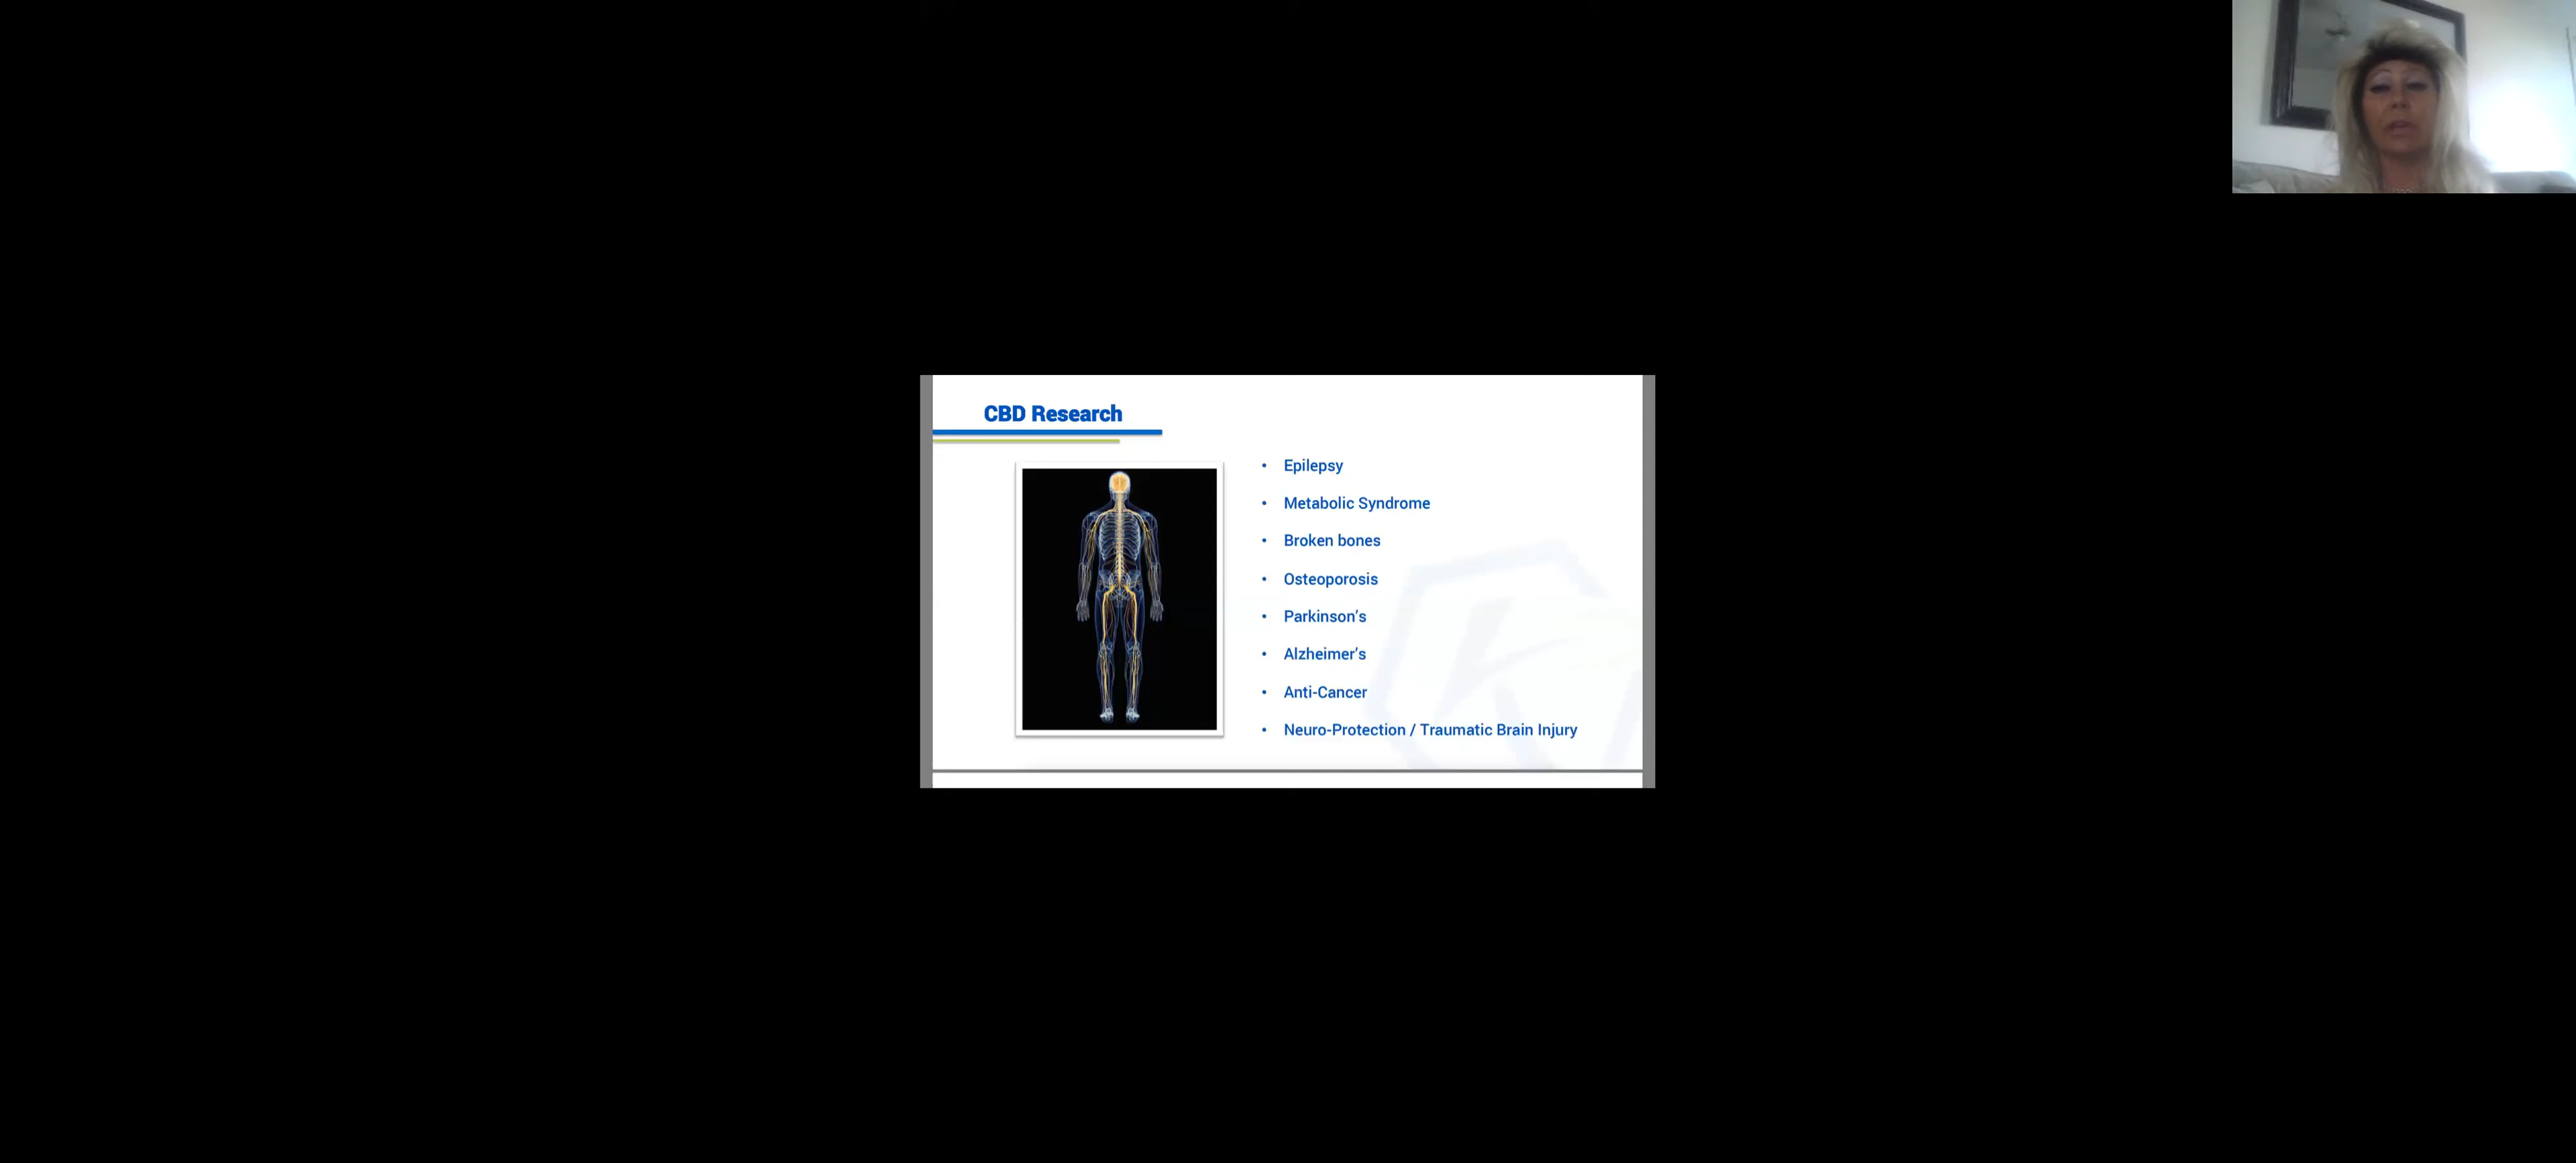 CBD Research
• Epilepsy
• Metabolic Syndrome
• Broken bones
• Osteoporosis
• Parkinson’s
• Alzheimer’s
• Anti-Cancer
• Neuro-Protection / Traumatic Brain Injury